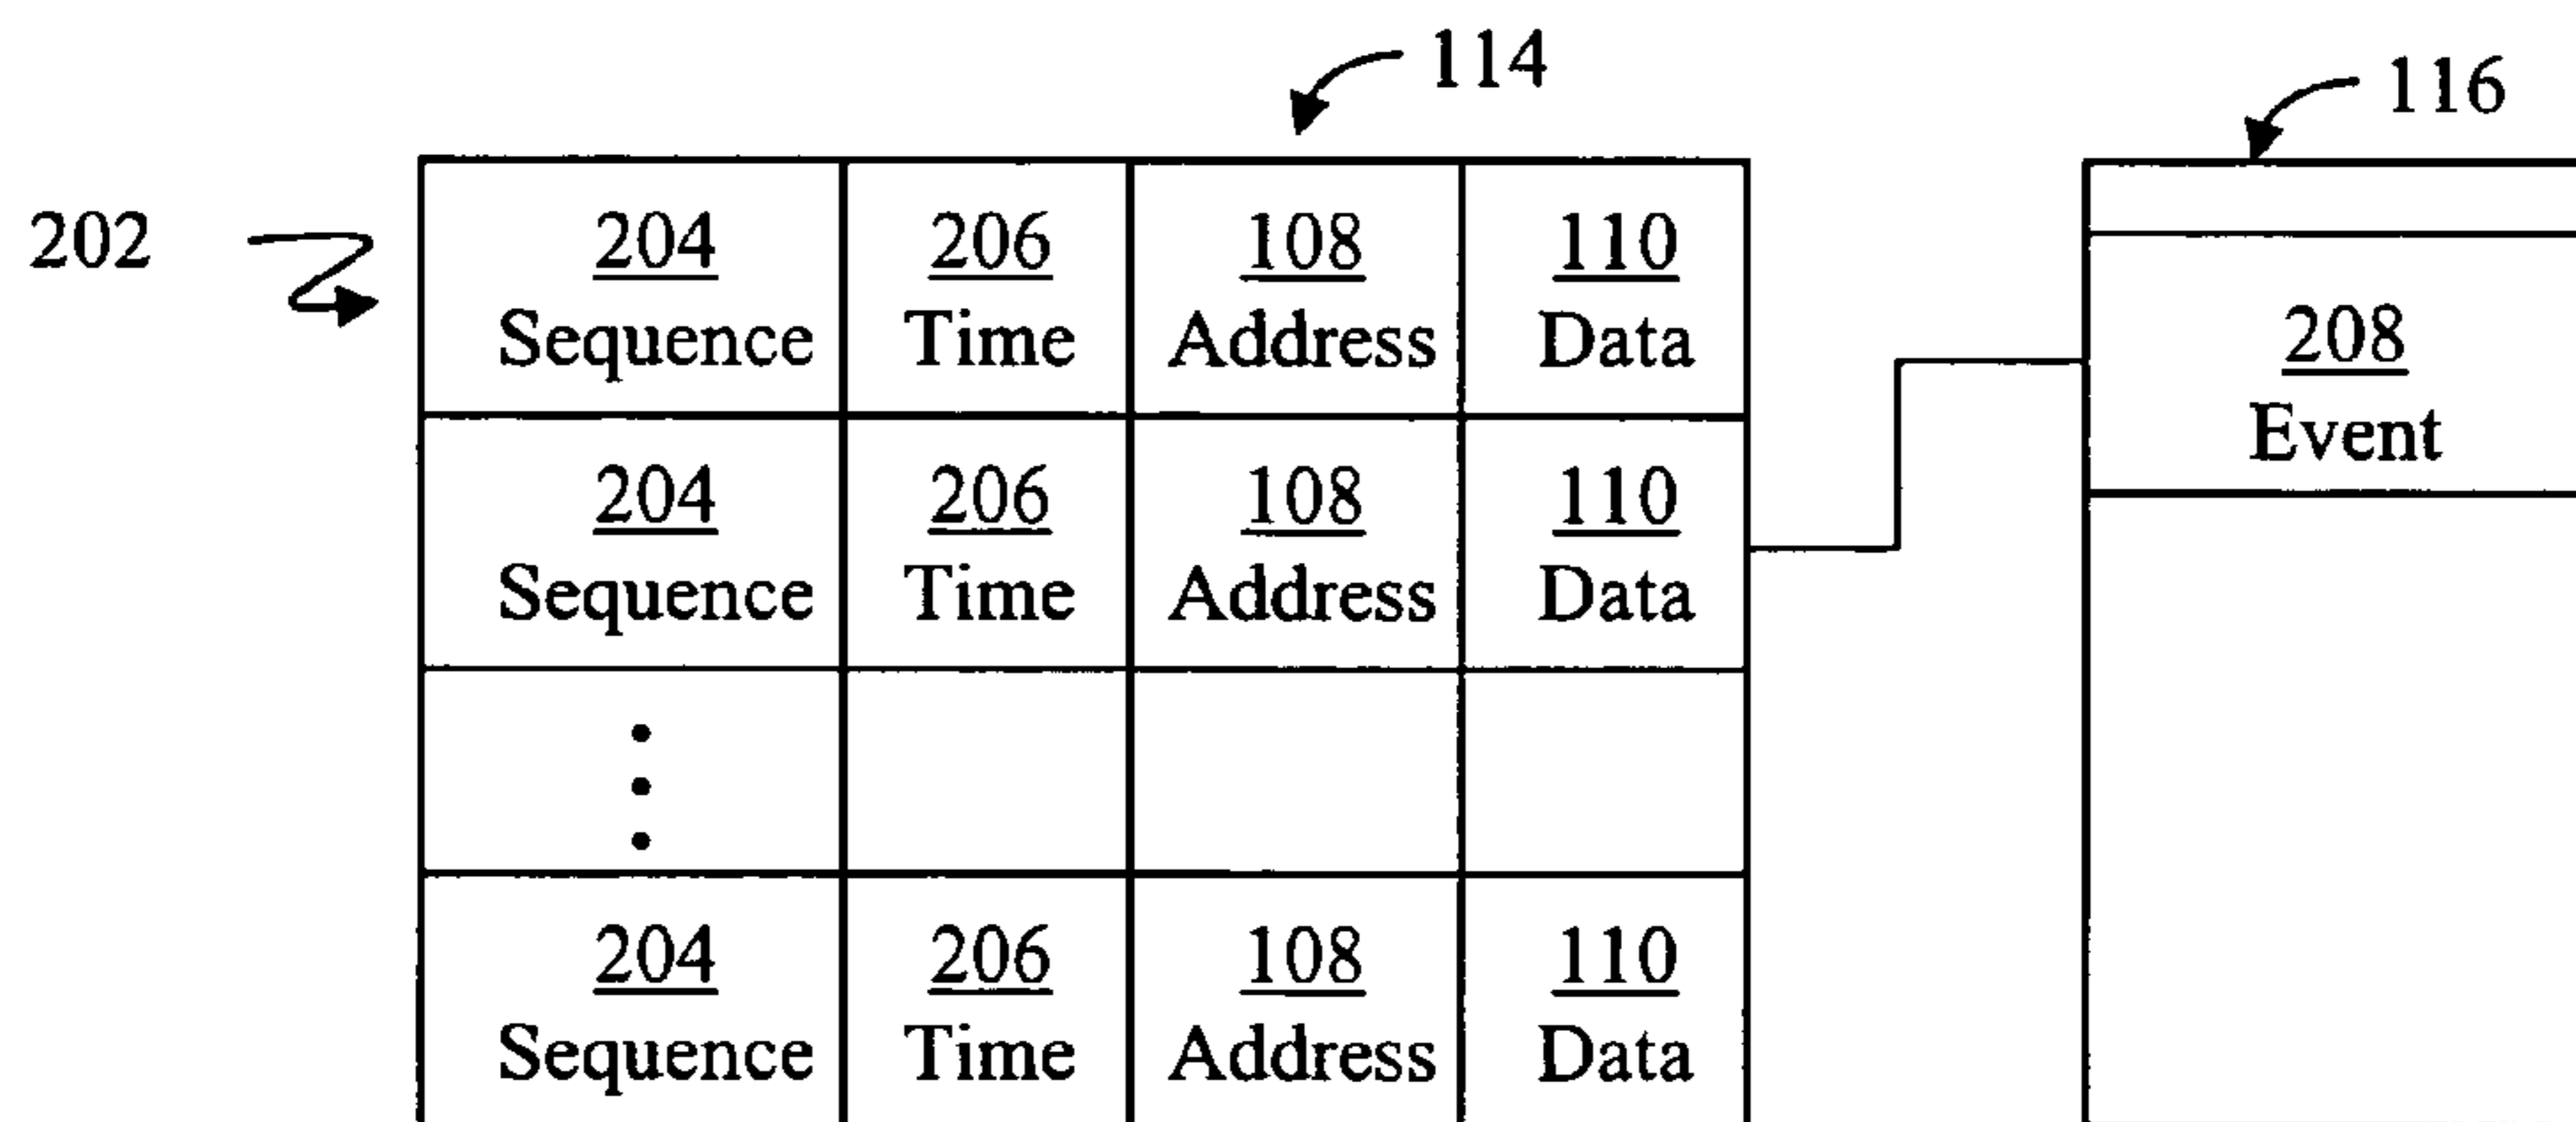 114
116
202
204 206 108 110
Sequence Time Address Data
208
Event
204 206 108 110
Sequence Time Address Data
204 206 108 110
Sequence Time Address Data